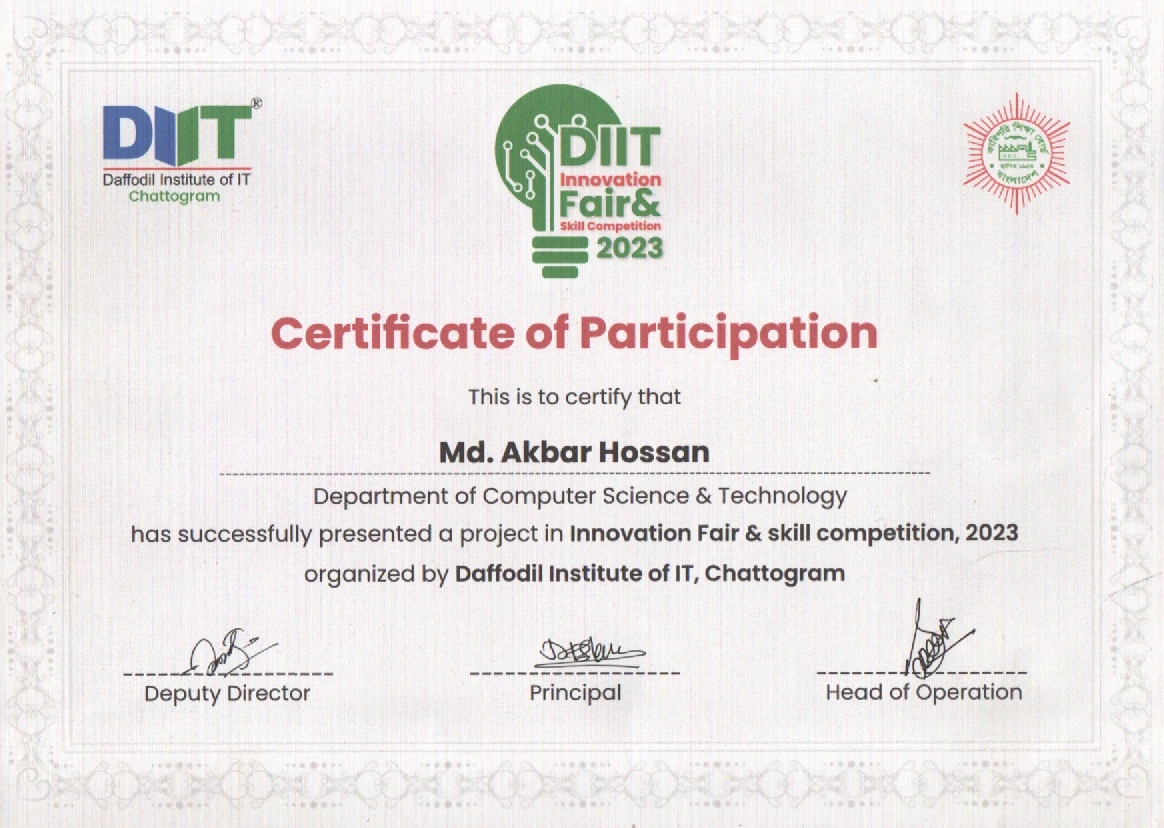 DIIT®
Daffodil Institute of IT
Chattogram
DIIT
Innovation
Fair&
Skill Competition
2023
কারিগরি শিক্ষা বোর্ড
বাংলাদেশ
Certificate of Participation
This is to certify that
Md. Akbar Hossan
Department of Computer Science & Technology
has successfully presented a project in Innovation Fair & skill competition, 2023
organized by Daffodil Institute of IT, Chattogram
Deputy Director
Principal
Head of Operation